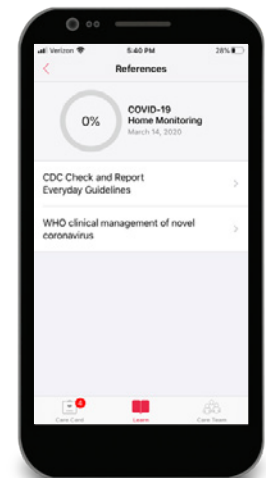 Verizon 5:40 PM 28%
References
0%
COVID-19
Home Monitoring
March 14, 2020
CDC Check and Report
Everyday Guidelines
WHO clinical management of novel
coronavirus
4
Care Card Learn Care Team